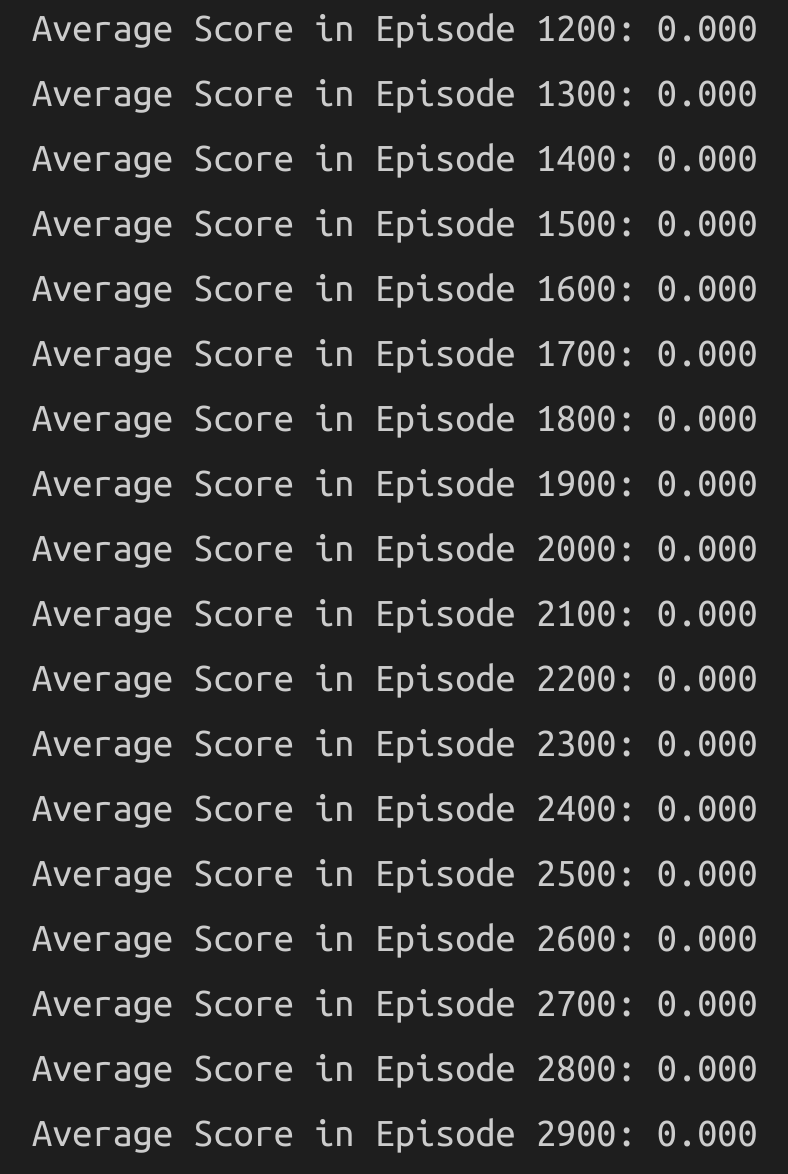 Average Score in Episode 1200: 0.000
Average Score in Episode 1300: 0.000
Average Score in Episode 1400: 0.000
Average Score in Episode 1500: 0.000
Average Score in Episode 1600: 0.000
Average Score in Episode 1700: 0.000
Average Score in Episode 1800: 0.000
Average Score in Episode 1900: 0.000
Average Score in Episode 2000: 0.000
Average Score in Episode 2100: 0.000
Average Score in Episode 2200: 0.000
Average Score in Episode 2300: 0.000
Average Score in Episode 2400: 0.000
Average Score in Episode 2500: 0.000
Average Score in Episode 2600: 0.000
Average Score in Episode 2700: 0.000
Average Score in Episode 2800: 0.000
Average Score in Episode 2900: 0.000